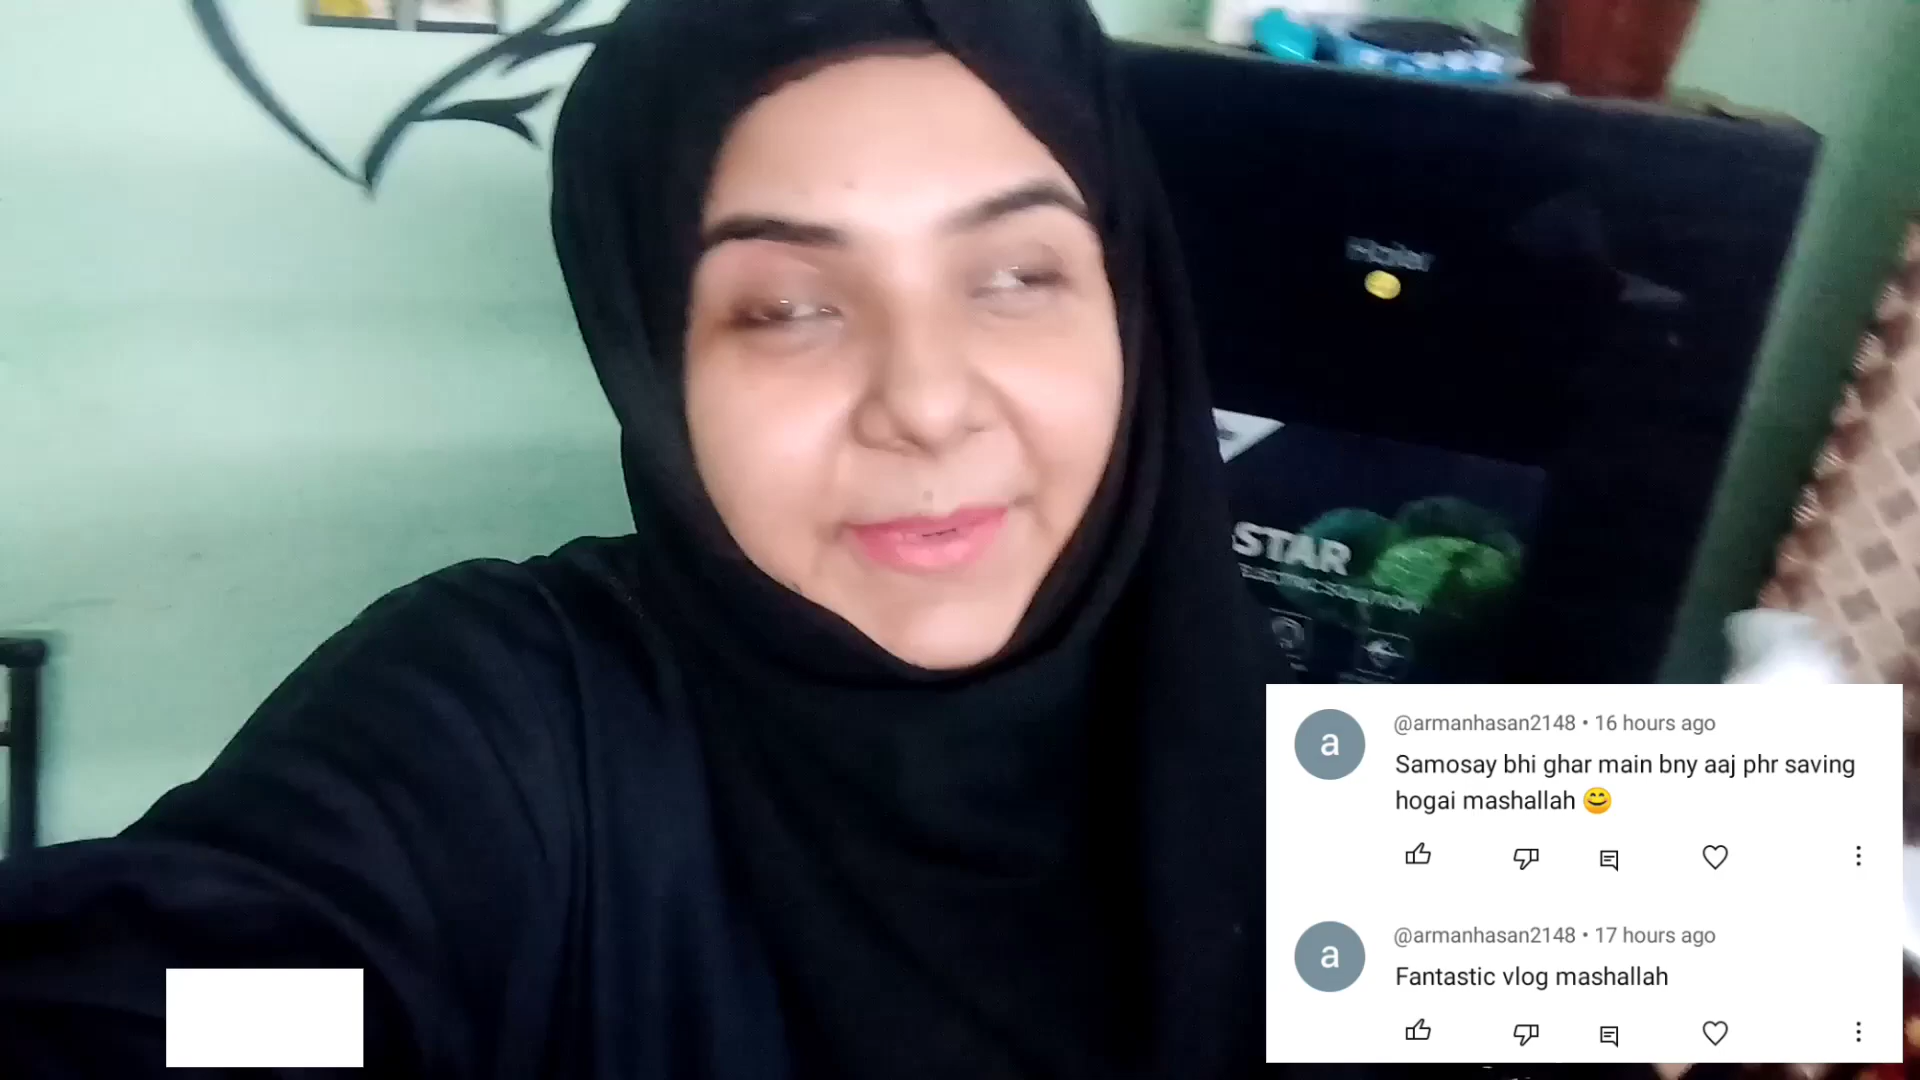 Haier
STAR
@armanhasan2148 • 16 hours ago
a
Samosay bhi ghar main bny aaj phr saving
hogai mashallah 😊
@armanhasan2148 • 17 hours ago
a
Fantastic vlog mashallah